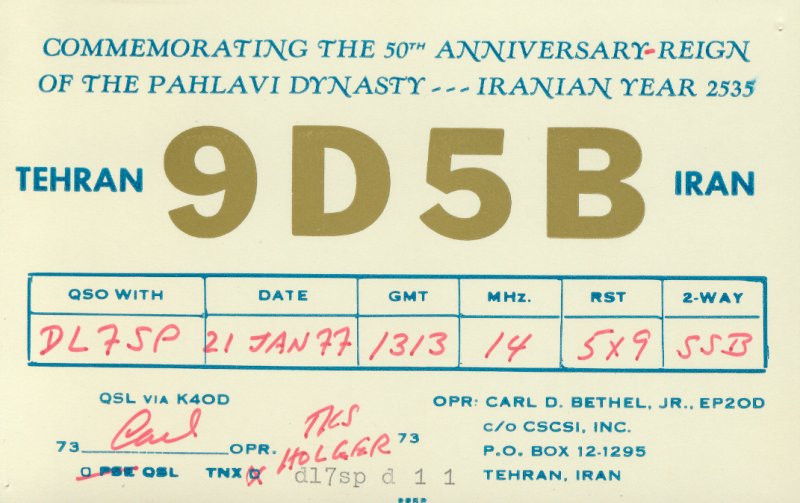 COMMEMORATING THE 50TH ANNIVERSARY-REIGN
OF THE PAHLAVI DYNASTY --- IRANIAN YEAR 2535
TEHRAN 9D5B IRAN
QSO WITH DATE GMT MHz. RST 2-WAY
DL7SP 21 JAN 77 1313 14 5X9 SSB
QSL VIA K4OD OPR: CARL D. BETHEL, JR., EP2OD
TKS c/o CSCSI, INC.
73 Carl OPR. HOLGER 73 P.O. BOX 12-1295
PSE QSL TNX dl7sp d 1 1 TEHRAN, IRAN